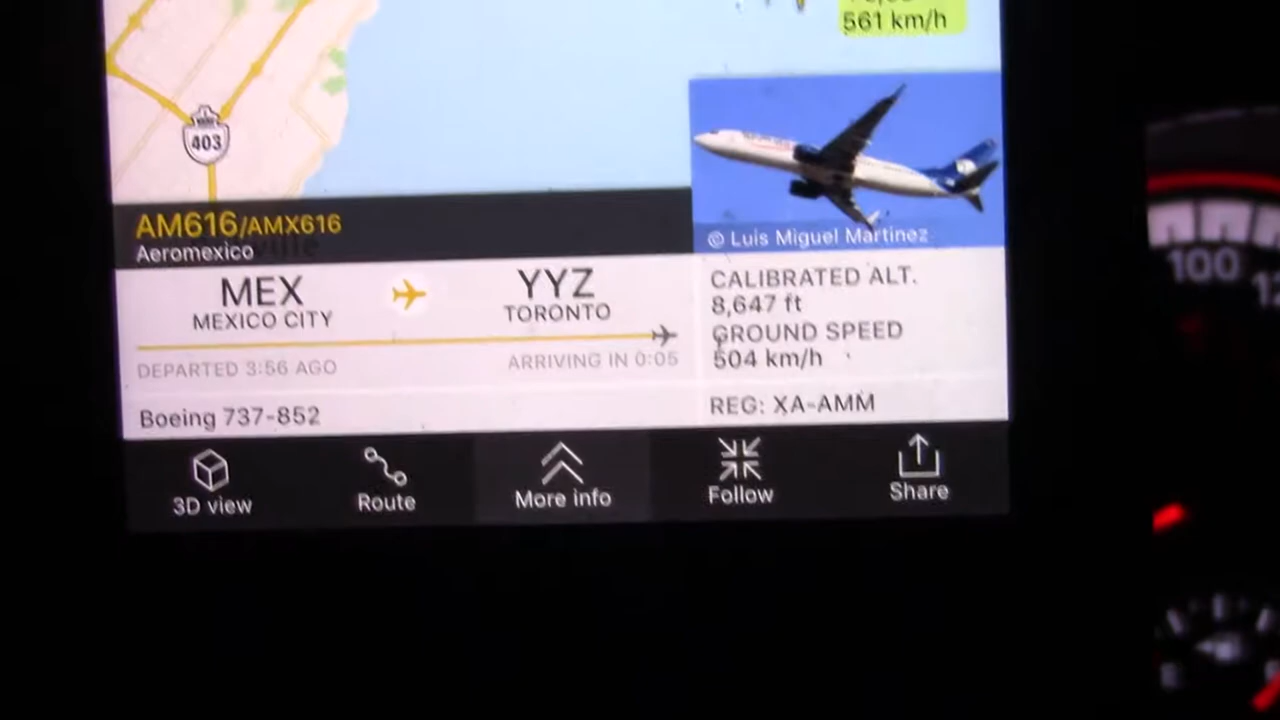 561 km/h
403
AM616/AMX616
Aeromexico
© Luis Miguel Martinez
MEX
MEXICO CITY
YYZ
TORONTO
DEPARTED 3:56 AGO
ARRIVING IN 0:05
CALIBRATED ALT.
8,647 ft
GROUND SPEED
504 km/h
Boeing 737-852
REG: XA-AMM
3D view
Route
More info
Follow
Share
100